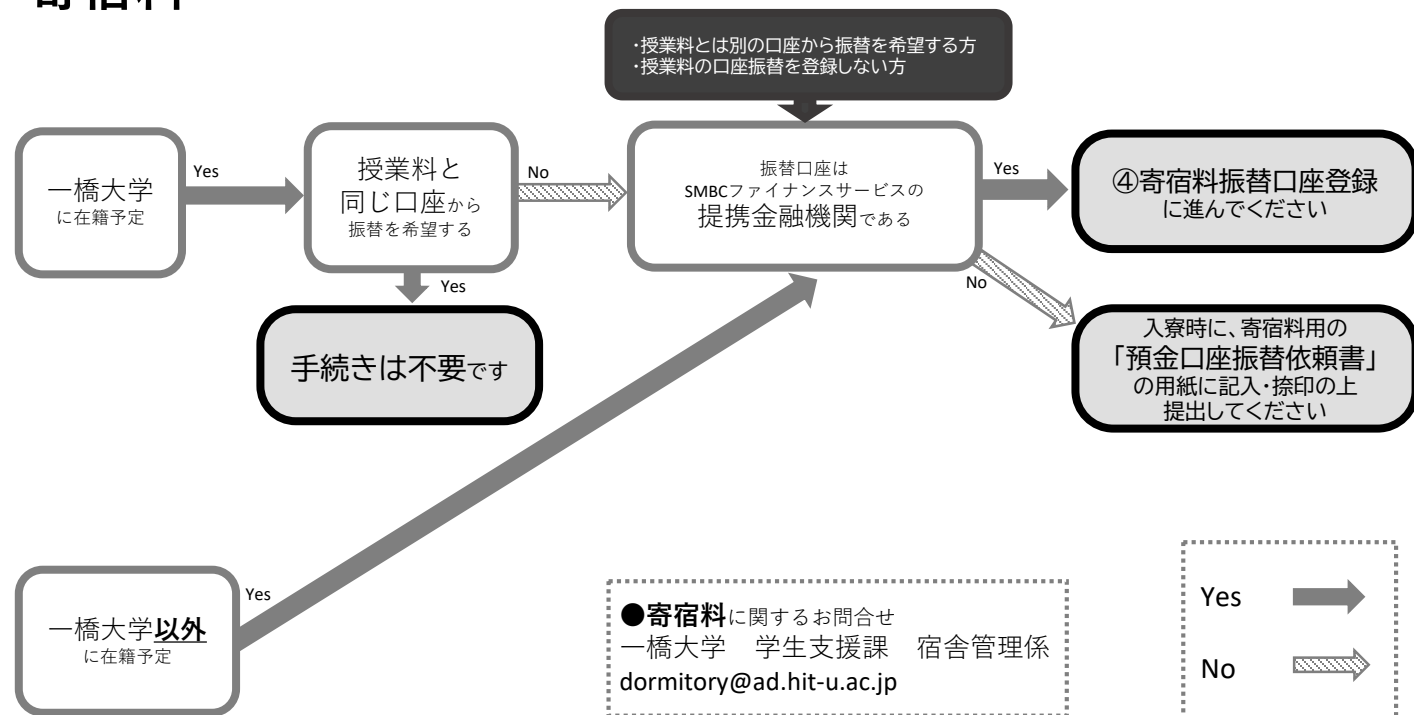 寄宿料
・授業料とは別の口座から振替を希望する方
・授業料の口座振替を登録しない方
一橋大学
に在籍予定
Yes
授業料と
同じ口座から
振替を希望する
No
振替口座は
SMBCファイナンスサービスの
提携金融機関である
Yes
④寄宿料振替口座登録
に進んでください
Yes
手続きは不要です
No
入寮時に、寄宿料用の
「預金口座振替依頼書」
の用紙に記入・捺印の上
提出してください
一橋大学以外
に在籍予定
Yes
●寄宿料に関するお問合せ
一橋大学　学生支援課　宿舎管理係
dormitory@ad.hit-u.ac.jp
Yes
No